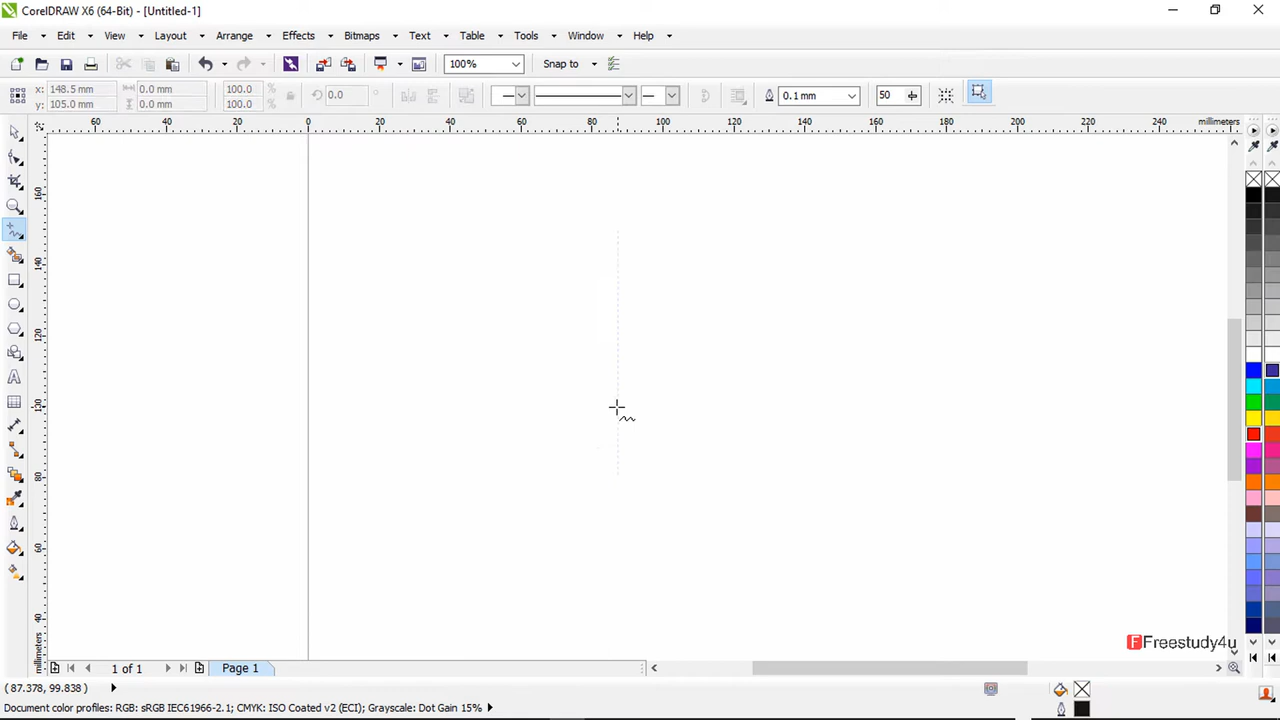 CorelDRAW X6 (64-Bit) - [Untitled-1]
File Edit View Layout Arrange Effects Bitmaps Text Table Tools Window Help
100% Snap to
x: 148.5 mm 0.0 mm 100.0 0.0 0.1 mm 50
y: 105.0 mm 0.0 mm 100.0
60 40 20 0 20 40 60 80 100 120 140 160 180 200 220 240 millimeters
160
140
120
100
80
60
40
millimeters
Freestudy4u
1 of 1 Page 1
( 87.378, 99.838 )
Document color profiles: RGB: sRGB IEC61966-2.1; CMYK: ISO Coated v2 (ECI); Grayscale: Dot Gain 15%